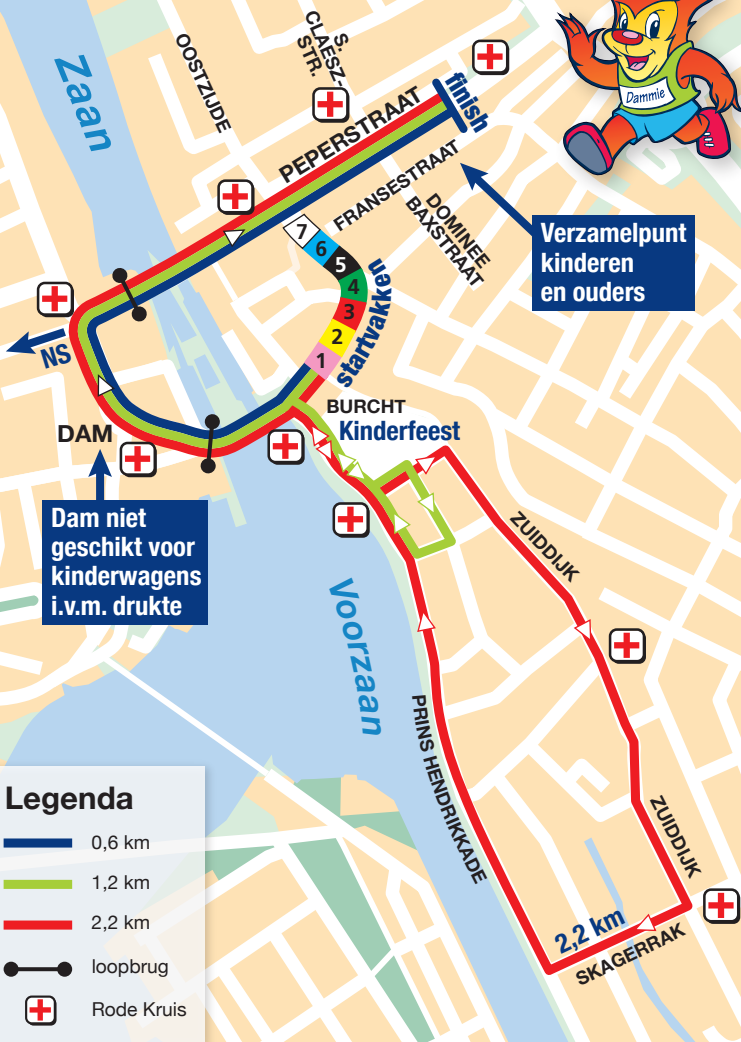 Zaan
OOSTZIJDE
S.
CLAESZ-
STR.
PEPERSTRAAT
finish
Dammie
FRANSESTRAAT
DOMINEE
BAXSTRAAT
Verzamelpunt
kinderen
en ouders
7
6
5
4
3
2
1
startvakken
NS
DAM
BURCHT
Kinderfeest
Dam niet
geschikt voor
kinderwagens
i.v.m. drukte
ZUIDDIJK
Voorzaan
PRINS HENDRIKKADE
ZUIDDIJK
2,2 km
SKAGERRAK
Legenda
0,6 km
1,2 km
2,2 km
loopbrug
Rode Kruis